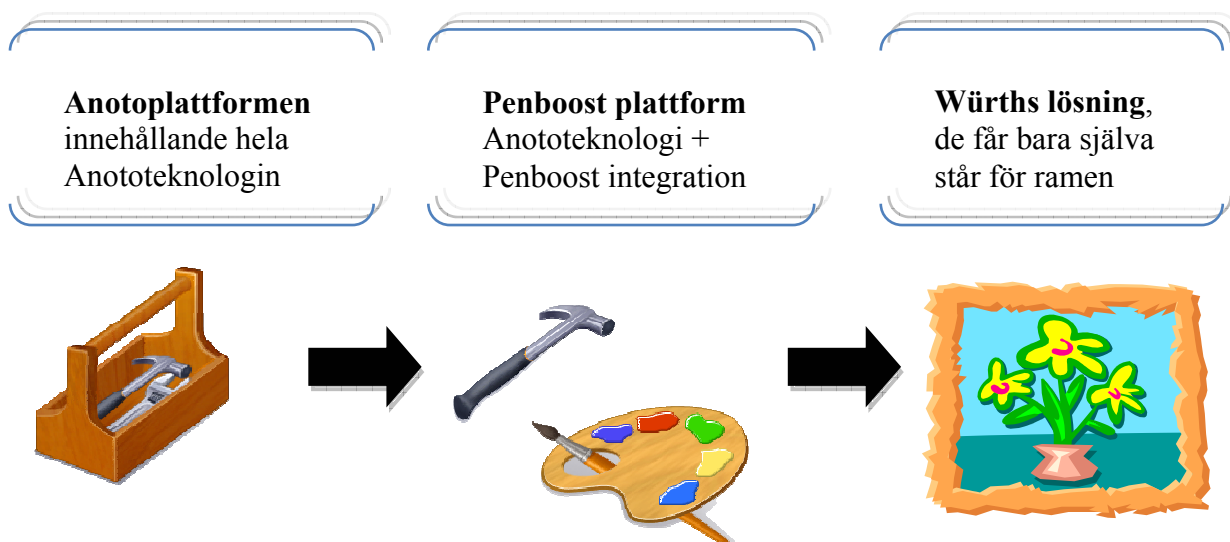 Anotoplattformen
innehållande hela
Anototeknologin
Penboost plattform
Anototeknologi +
Penboost integration
Würths lösning,
de får bara själva
står för ramen